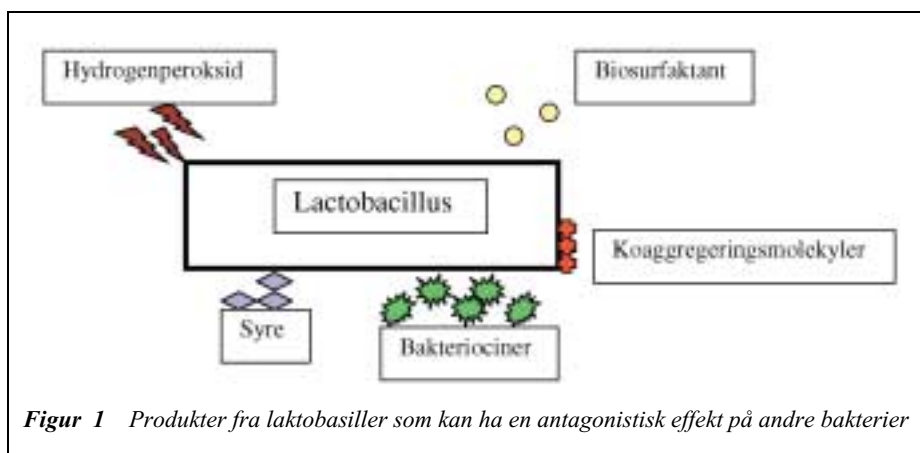 Hydrogenperoksid
Biosurfaktant
Lactobacillus
Koaggregeringsmolekyler
Syre
Bakteriociner
Figur 1 Produkter fra laktobasiller som kan ha en antagonistisk effekt på andre bakterier